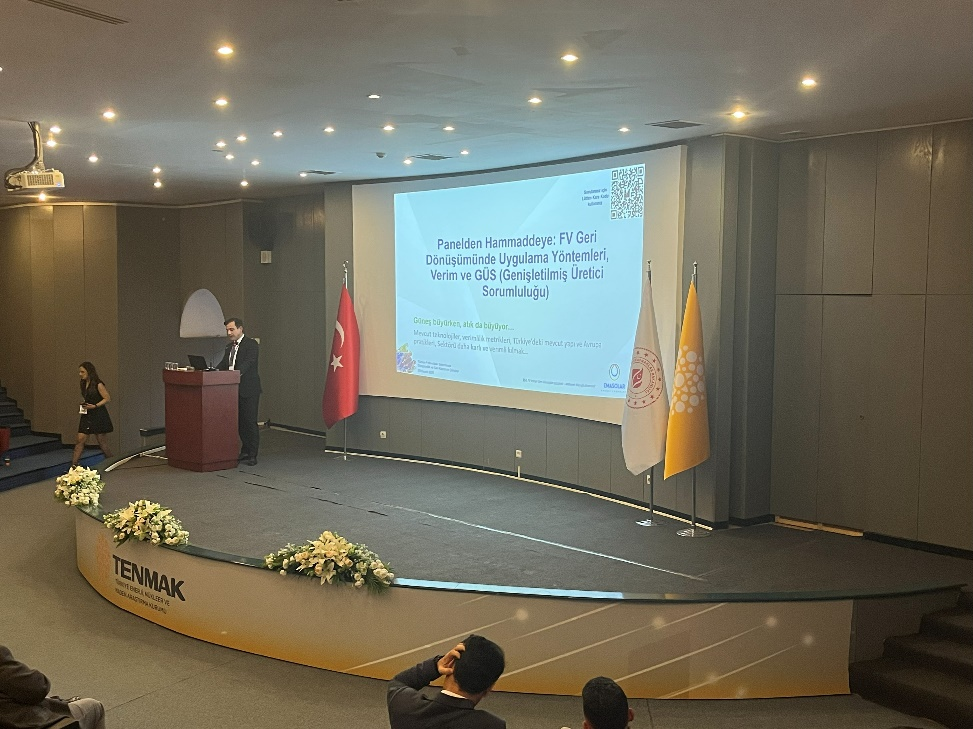 Panelden Hammaddeye: FV Geri
Dönüşümünde Uygulama Yöntemleri,
Verim ve GÜS (Genişletilmiş Üretici
Sorumluluğu)
Güneş büyürken, atık da büyüyor...
Mevcut teknolojiler, verimlilik metrikleri, Türkiye'deki mevcut yapı ve Avrupa
pratikleri, Sektörü daha karlı ve verimli kılmak...
TENMAK
TÜRKİYE ENERJİ, NÜKLEER VE
MADEN ARAŞTIRMA KURUMU